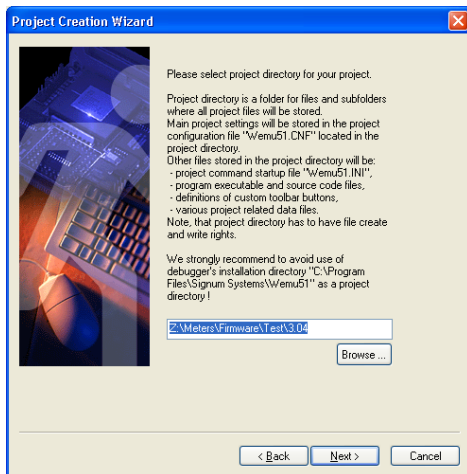 Project Creation Wizard
Please select project directory for your project.
Project directory is a folder for files and subfolders
where all project files will be stored.
Main project settings will be stored in the project
configuration file "Wemu51.CNF" located in the
project directory.
Other files stored in the project directory will be:
- project command startup file "Wemu51.INI",
- program executable and source code files,
- definitions of custom toolbar buttons,
- various project related data files.
Note, that project directory has to have file create
and write rights.
We strongly recommend to avoid use of
debugger's installation directory "C:\Program
Files\Signum Systems\Wemu51" as a project
directory !
Z:\Meters\Firmware\Test\3.04
Browse ...
< Back
Next >
Cancel